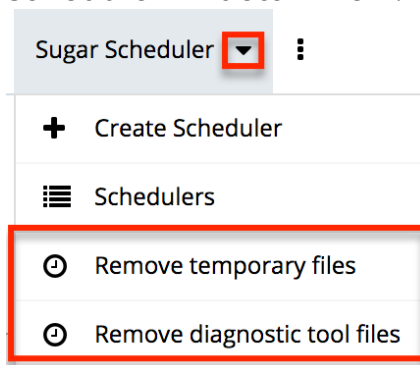 Sugar Scheduler
Create Scheduler
Schedulers
Remove temporary files
Remove diagnostic tool files